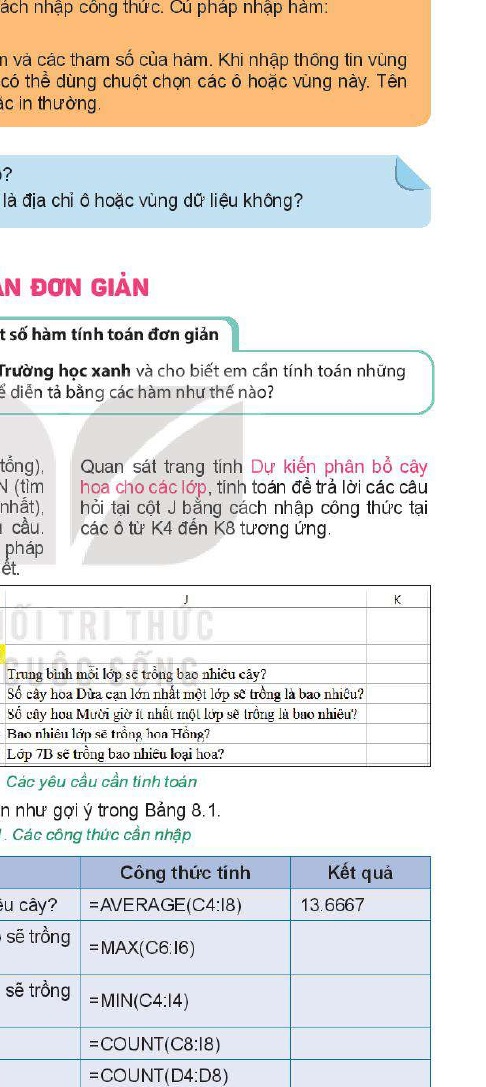 ách nhập công thức. Cú pháp nhập hàm:
n và các tham số của hàm. Khi nhập thông tin vùng
có thể dùng chuột chọn các ô hoặc vùng này. Tên
ặc in thường.
?
là địa chỉ ô hoặc vùng dữ liệu không?
N ĐƠN GIẢN
t số hàm tính toán đơn giản
Trường học xanh và cho biết em cần tính toán những
ể diễn tả bằng các hàm như thế nào?
tổng),
N (tìm
nhất),
cầu.
pháp
ết.
Quan sát trang tính Dự kiến phân bổ cây
hoa cho các lớp, tính toán để trả lời các câu
hỏi tại cột J bằng cách nhập công thức tại
các ô từ K4 đến K8 tương ứng.
J K
ỐI TRI THỨC
CUỘC SỐNG
Trung bình mỗi lớp sẽ trồng bao nhiêu cây?
Số cây hoa Dừa cạn lớn nhất một lớp sẽ trồng là bao nhiêu?
Số cây hoa Mười giờ ít nhất một lớp sẽ trồng là bao nhiêu?
Bao nhiêu lớp sẽ trồng hoa Hồng?
Lớp 7B sẽ trồng bao nhiêu loại hoa?
Các yêu cầu cần tính toán
n như gợi ý trong Bảng 8.1.
. Các công thức cần nhập
Công thức tính Kết quả
êu cây? =AVERAGE(C4:I8) 13.6667
sẽ trồng =MAX(C6:I6)
sẽ trồng =MIN(C4:I4)
=COUNT(C8:I8)
=COUNT(D4:D8)